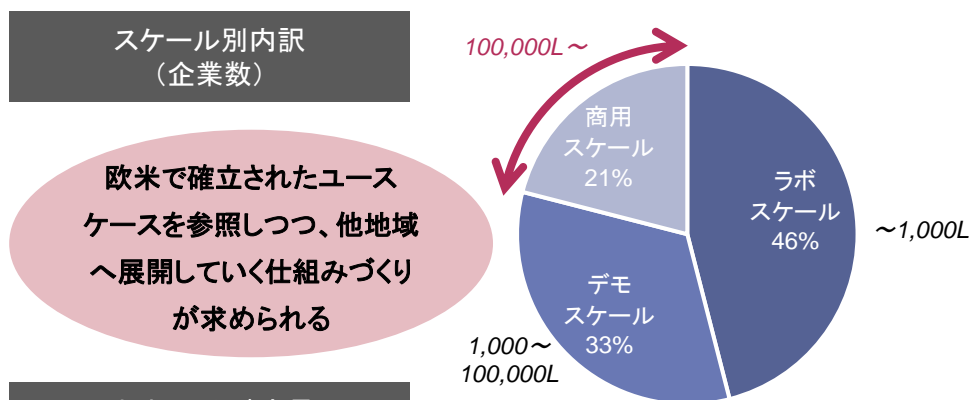 スケール別内訳
（企業数）
欧米で確立されたユース
ケースを参照しつつ、他地域
へ展開していく仕組みづくり
が求められる
100,000L～
商用
スケール
21%
ラボ
スケール
46%
～1,000L
デモ
スケール
33%
1,000～
100,000L